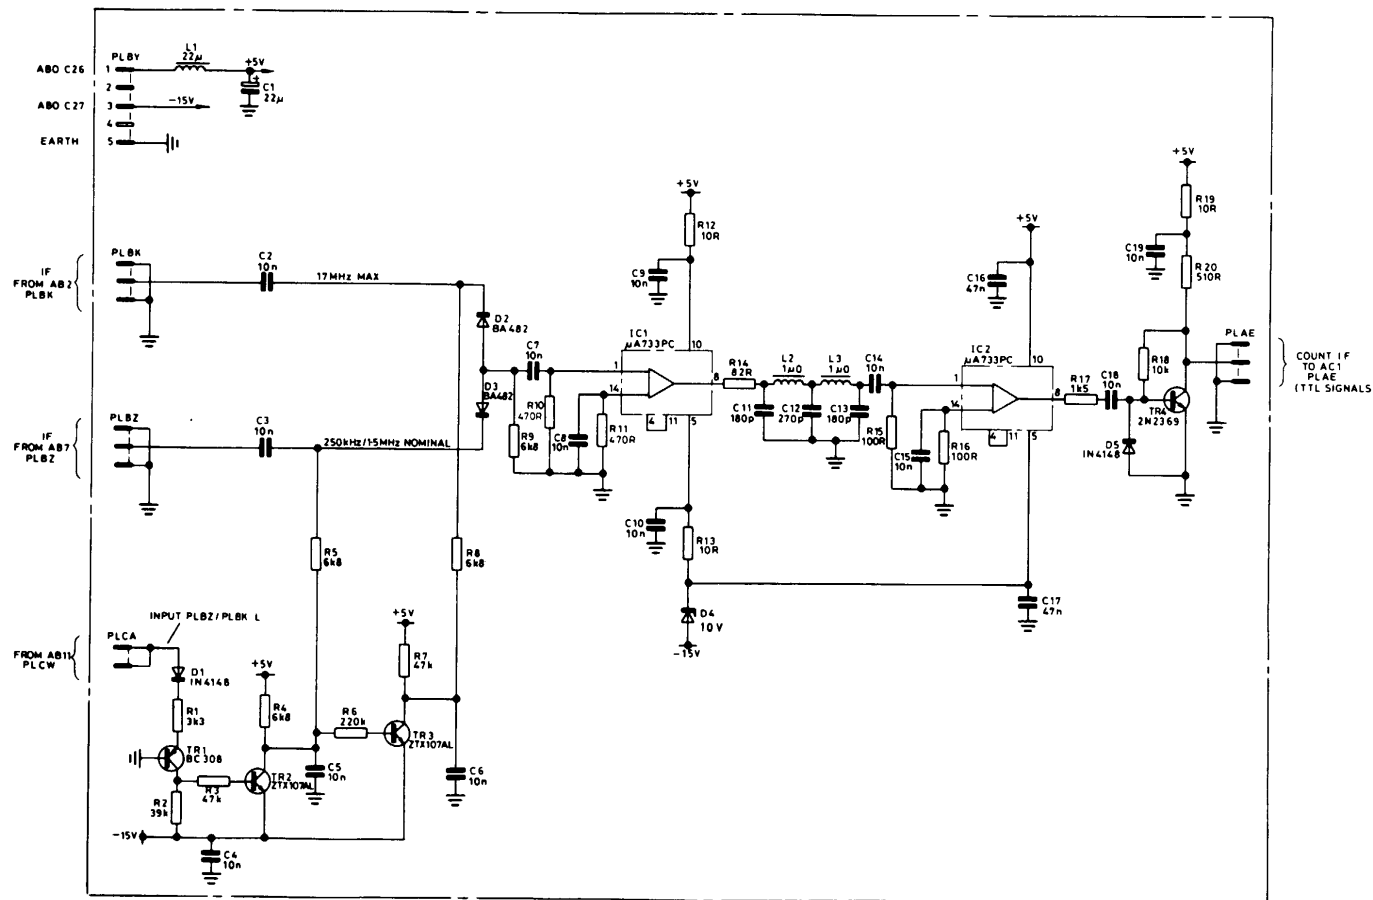 PLBY
L1
22µ
+5V
ABO C26
1
2
+
C1
22µ
ABO C27
3
-15V
4
EARTH
5
PLBK
IF
FROM AB2
PLBK
C2
10n
17MHz MAX
D2
BA482
D3
BA482
PLBZ
IF
FROM AB7
PLBZ
C3
10n
250kHz/1·5MHz NOMINAL
C7
10n
R10
470R
R9
6k8
C8
10n
R11
470R
+5V
R12
10R
C9
10n
IC1
µA733PC
1
14
10
8
4
11
5
C10
10n
R13
10R
D4
10V
-15V
R14
82R
L2
1µ0
L3
1µ0
C11
180p
C12
270p
C13
180p
C14
10n
R15
100R
C15
10n
R16
100R
+5V
C16
47n
IC2
µA733PC
1
14
10
8
4
11
5
C17
47n
R17
1k5
C18
10n
D5
IN4148
R18
10k
TR4
2N2369
+5V
R19
10R
C19
10n
R20
510R
PLAE
COUNT IF
TO AC1
PLAE
(TTL SIGNALS
R5
6k8
R8
6k8
INPUT PLBZ/PLBK L
PLCA
FROM AB11
PLCW
D1
IN4148
R1
3k3
TR1
BC308
R2
39k
R3
47k
-15V
C4
10n
+5V
R4
6k8
TR2
ZTX107AL
C5
10n
R6
220k
+5V
R7
47k
TR3
ZTX107AL
C6
10n